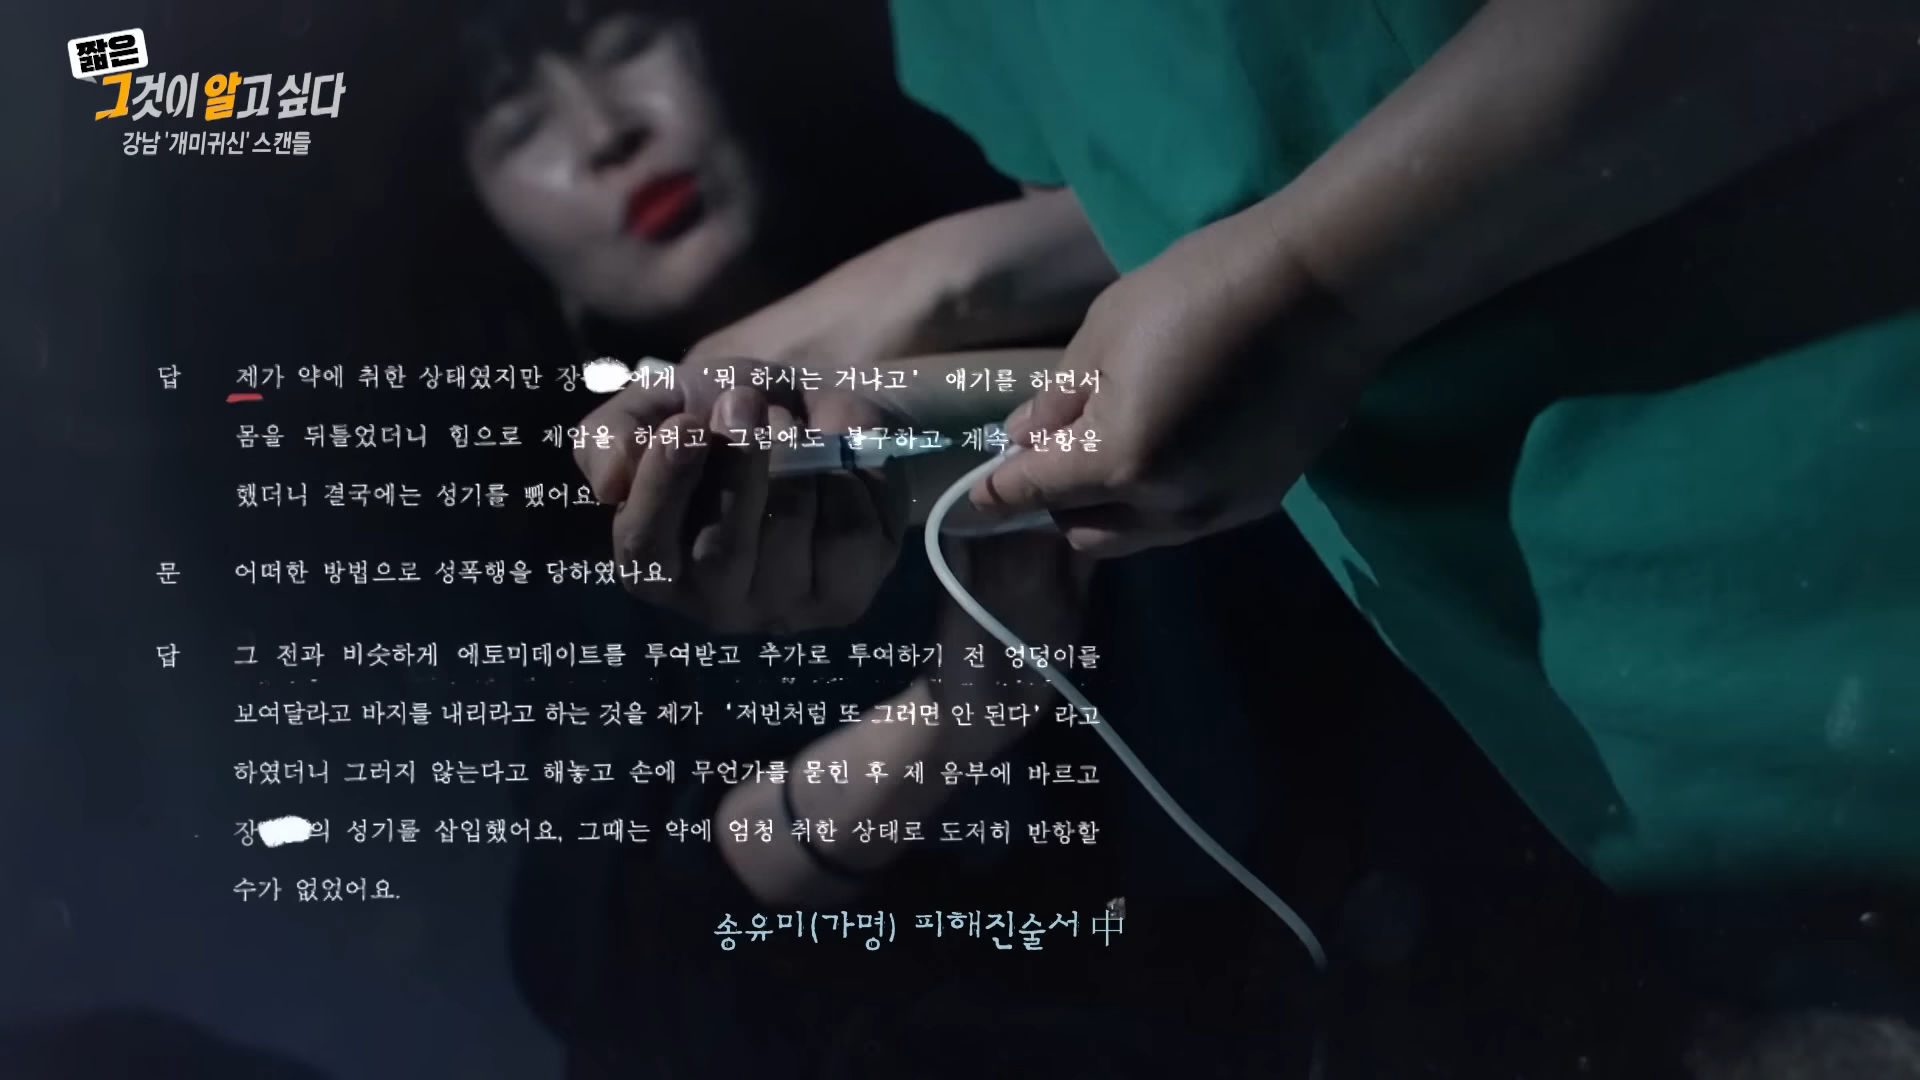 짧은
그것이 알고 싶다
강남 '개미귀신' 스캔들
답 제가 약에 취한 상태였지만 장 에게 '뭐 하시는 거냐고' 얘기를 하면서
몸을 뒤틀었더니 힘으로 제압을 하려고 그럼에도 불구하고 계속 반항을
했더니 결국에는 성기를 뺐어요.
문 어떠한 방법으로 성폭행을 당하였나요.
답 그 전과 비슷하게 에토미데이트를 투여받고 추가로 투여하기 전 엉덩이를
보여달라고 바지를 내리라고 하는 것을 제가 '저번처럼 또 그러면 안 된다' 라고
하였더니 그러지 않는다고 해놓고 손에 무언가를 묻힌 후 제 음부에 바르고
장 의 성기를 삽입했어요, 그때는 약에 엄청 취한 상태로 도저히 반항할
수가 없었어요.
송유미(가명) 피해진술서 中